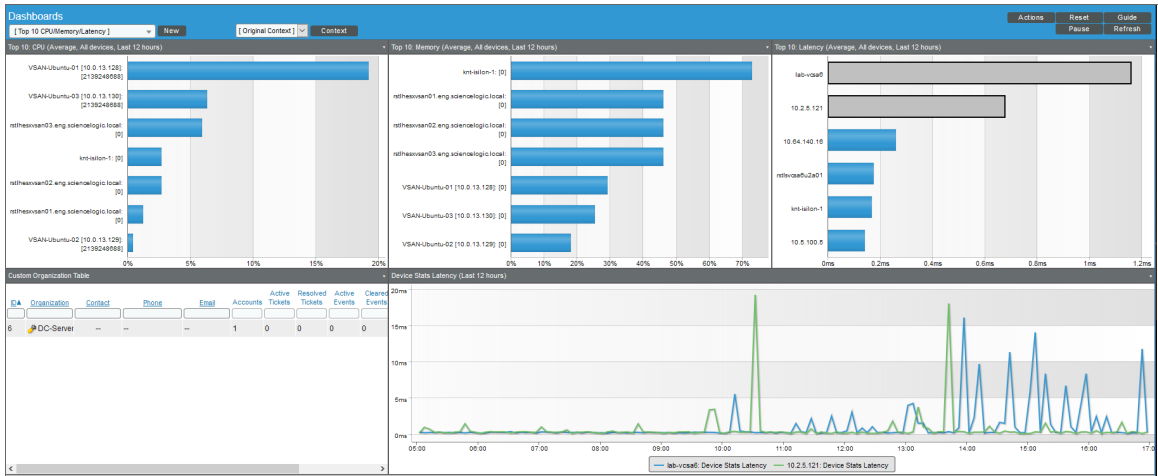 Dashboards
[ Top 10 CPU/Memory/Latency ]
New
[ Original Context ]
Context
Actions
Reset
Guide
Pause
Refresh
Top 10: CPU (Average, All devices, Last 12 hours)
VSAN-Ubuntu-01 [10.0.13.128]:
[2139248688]
VSAN-Ubuntu-03 [10.0.13.130]:
[2139248688]
rstlhesxvsan03.eng.sciencelogic.local:
[0]
knt-isilon-1: [0]
rstlhesxvsan02.eng.sciencelogic.local:
[0]
rstlhesxvsan01.eng.sciencelogic.local:
[0]
VSAN-Ubuntu-02 [10.0.13.129]:
[2139248688]
0%
5%
10%
15%
20%
Top 10: Memory (Average, All devices, Last 12 hours)
knt-isilon-1: [0]
rstlhesxvsan01.eng.sciencelogic.local:
[0]
rstlhesxvsan02.eng.sciencelogic.local:
[0]
rstlhesxvsan03.eng.sciencelogic.local:
[0]
VSAN-Ubuntu-01 [10.0.13.128]: [0]
VSAN-Ubuntu-03 [10.0.13.130]: [0]
VSAN-Ubuntu-02 [10.0.13.129]: [0]
0%
10%
20%
30%
40%
50%
60%
70%
Top 10: Latency (Average, All devices, Last 12 hours)
lab-vcsa6
10.2.5.121
10.64.140.16
rstlsvcsa6u2a01
knt-isilon-1
10.5.100.5
0ms
0.2ms
0.4ms
0.6ms
0.8ms
1ms
1.2ms
Custom Organization Table
ID
Organization
Contact
Phone
Email
Accounts
Active
Tickets
Resolved
Tickets
Active
Events
Cleared
Events
6
DC-Server
--
--
--
1
0
0
0
0
Device Stats Latency (Last 12 hours)
20ms
15ms
10ms
5ms
0ms
05:00
06:00
07:00
08:00
09:00
10:00
11:00
12:00
13:00
14:00
15:00
16:00
17:0
lab-vcsa6: Device Stats Latency
10.2.5.121: Device Stats Latency